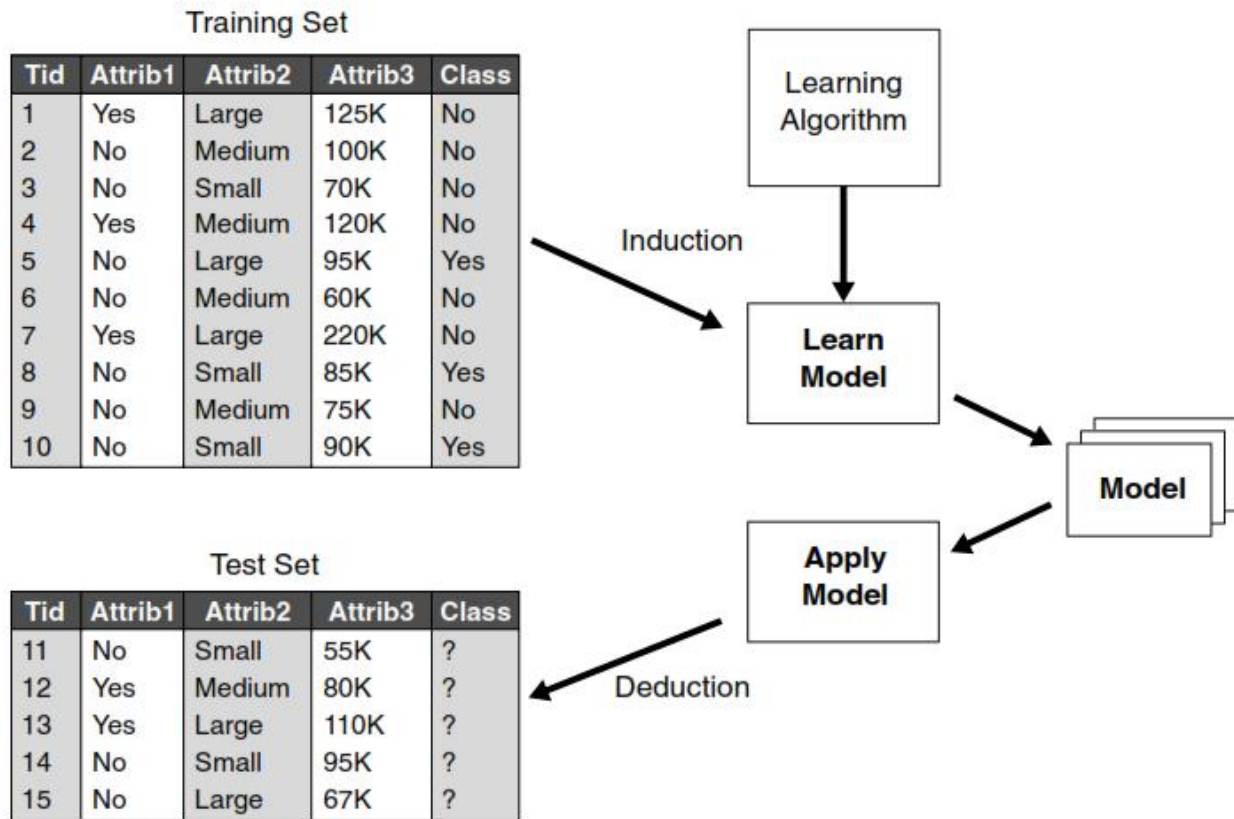 Training Set
Tid Attrib1 Attrib2 Attrib3 Class
1 Yes Large 125K No
2 No Medium 100K No
3 No Small 70K No
4 Yes Medium 120K No
5 No Large 95K Yes
6 No Medium 60K No
7 Yes Large 220K No
8 No Small 85K Yes
9 No Medium 75K No
10 No Small 90K Yes
Learning
Algorithm
Induction
Learn
Model
Model
Apply
Model
Deduction
Test Set
Tid Attrib1 Attrib2 Attrib3 Class
11 No Small 55K ?
12 Yes Medium 80K ?
13 Yes Large 110K ?
14 No Small 95K ?
15 No Large 67K ?